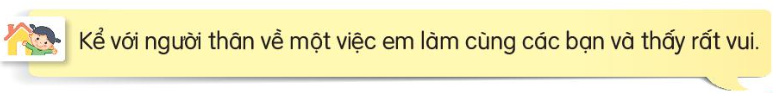 Kể với người thân về một việc em làm cùng các bạn và thấy rất vui.